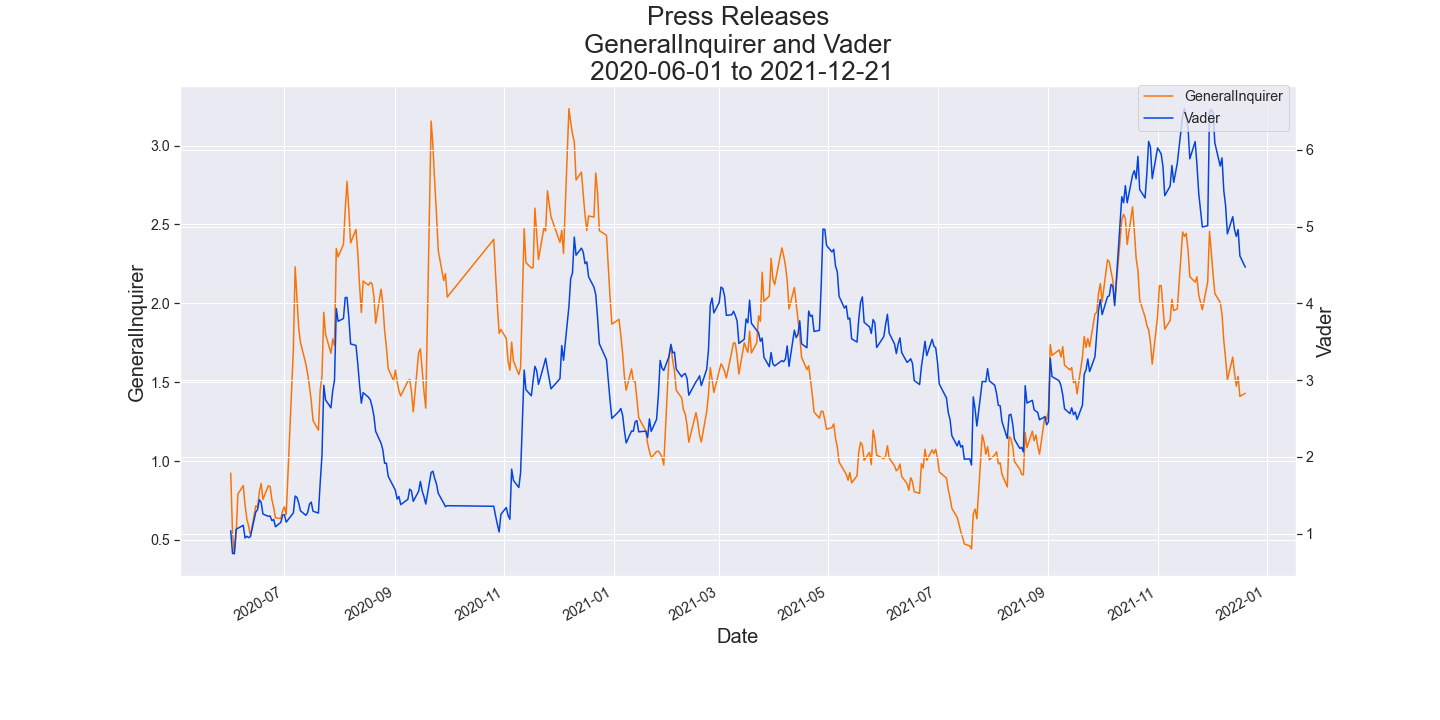 Press Releases
GeneralInquirer and Vader
2020-06-01 to 2021-12-21
GeneralInquirer
Vader
3.0
2.5
2.0
1.5
1.0
0.5
GeneralInquirer
6
5
4
3
2
1
Vader
2020-07
2020-09
2020-11
2021-01
2021-03
2021-05
2021-07
2021-09
2021-11
2022-01
Date